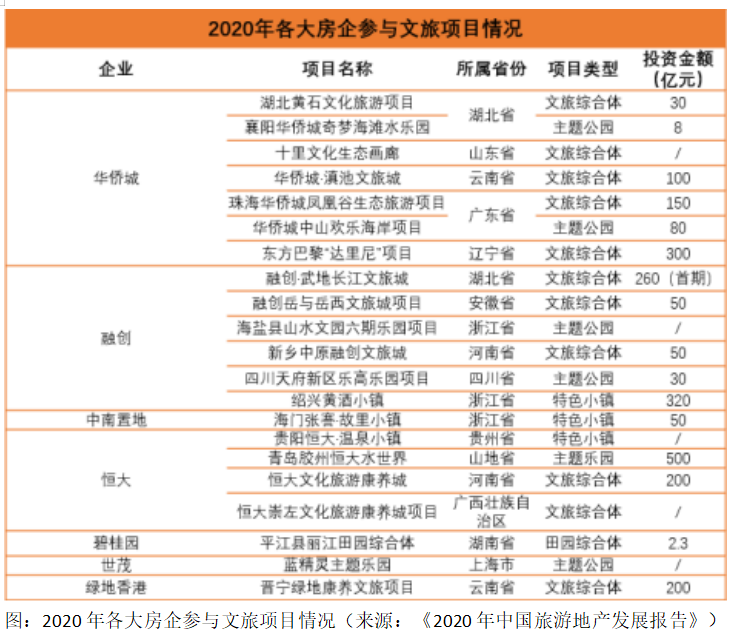 2020年各大房企参与文旅项目情况
企业 项目名称 所属省份 项目类型 投资金额（亿元）
华侨城 湖北黄石文化旅游项目 湖北省 文旅综合体 30
襄阳华侨城奇梦海滩水乐园 主题公园 8
十里文化生态画廊 山东省 文旅综合体 /
华侨城·滇池文旅城 云南省 文旅综合体 100
珠海华侨城凤凰谷生态旅游项目 广东省 文旅综合体 150
华侨城中山欢乐海岸项目 主题公园 80
东方巴黎“达里尼”项目 辽宁省 文旅综合体 300
融创 融创·武地长江文旅城 湖北省 文旅综合体 260（首期）
融创岳与岳西文旅城项目 安徽省 文旅综合体 50
海盐县山水文园六期乐园项目 浙江省 主题公园 /
新乡中原融创文旅城 河南省 文旅综合体 50
四川天府新区乐高乐园项目 四川省 主题公园 30
绍兴黄酒小镇 浙江省 特色小镇 320
中南置地 海门张謇·故里小镇 浙江省 特色小镇 50
恒大 贵阳恒大·温泉小镇 贵州省 特色小镇 /
青岛胶州恒大水世界 山地省 主题乐园 500
恒大文化旅游康养城 河南省 文旅综合体 200
恒大崇左文化旅游康养城项目 广西壮族自治区 文旅综合体 /
碧桂园 平江县丽江田园综合体 湖南省 田园综合体 2.3
世茂 蓝精灵主题乐园 上海市 主题公园 /
绿地香港 晋宁绿地康养文旅项目 云南省 文旅综合体 200
图：2020年各大房企参与文旅项目情况（来源：《2020年中国旅游地产发展报告》）